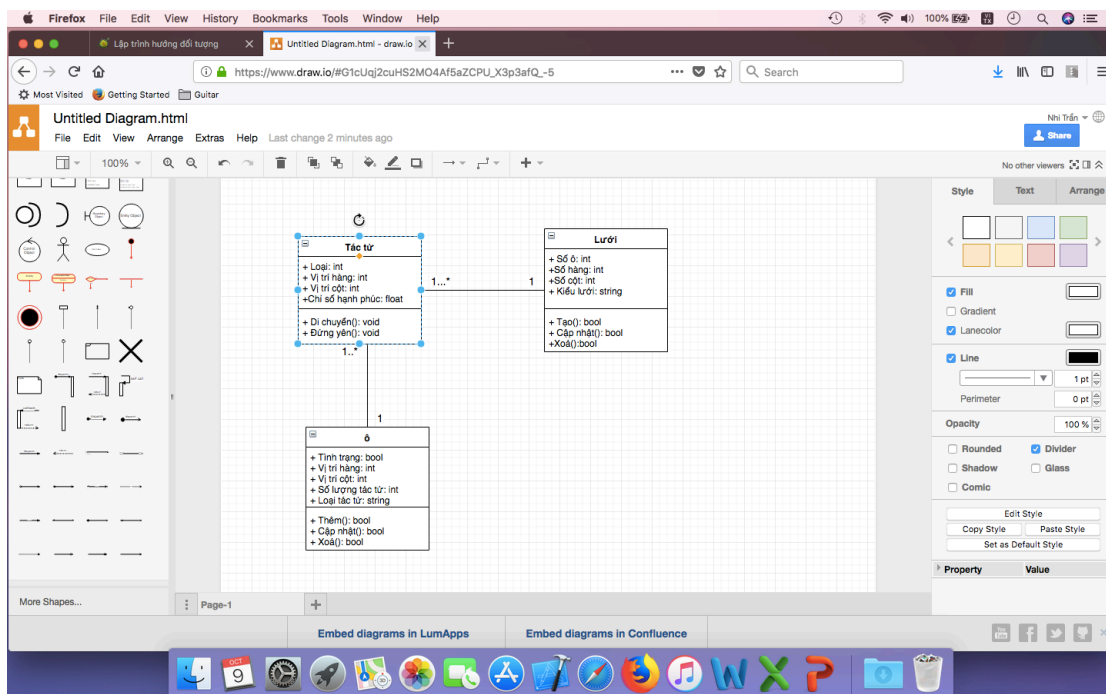 Firefox File Edit View History Bookmarks Tools Window Help 100% VI TX
Lập trình hướng đối tượng
Untitled Diagram.html - draw.io
https://www.draw.io/#G1cUqj2cuHS2MO4Af5aZCPU_X3p3afQ_-5
Search
Most Visited Getting Started Guitar
Untitled Diagram.html
Nhi Trần
File Edit View Arrange Extras Help Last change 2 minutes ago
Share
100%
No other viewers
Tác tử
+ Loại: int
+ Vị trí hàng: int
+ Vị trí cột: int
+Chỉ số hạnh phúc: float
+ Di chuyển(): void
+ Đứng yên(): void
1...*
1
Lưới
+ Số ô: int
+Số hàng: int
+Số cột: int
+ Kiểu lưới: string
+ Tạo(): bool
+ Cập nhật(): bool
+Xoá():bool
1..*
1
ô
+ Tình trạng: bool
+ Vị trí hàng: int
+ Vị trí cột: int
+ Số lượng tác tử: int
+ Loại tác tử: string
+ Thêm(): bool
+ Cập nhật(): bool
+ Xoá(): bool
Style Text Arrange
Fill
Gradient
Lanecolor
Line
1 pt
Perimeter 0 pt
Opacity 100 %
Rounded Divider
Shadow Glass
Comic
Edit Style
Copy Style Paste Style
Set as Default Style
Property Value
More Shapes...
Page-1
Embed diagrams in LumApps Embed diagrams in Confluence
You Tube
OCT
9